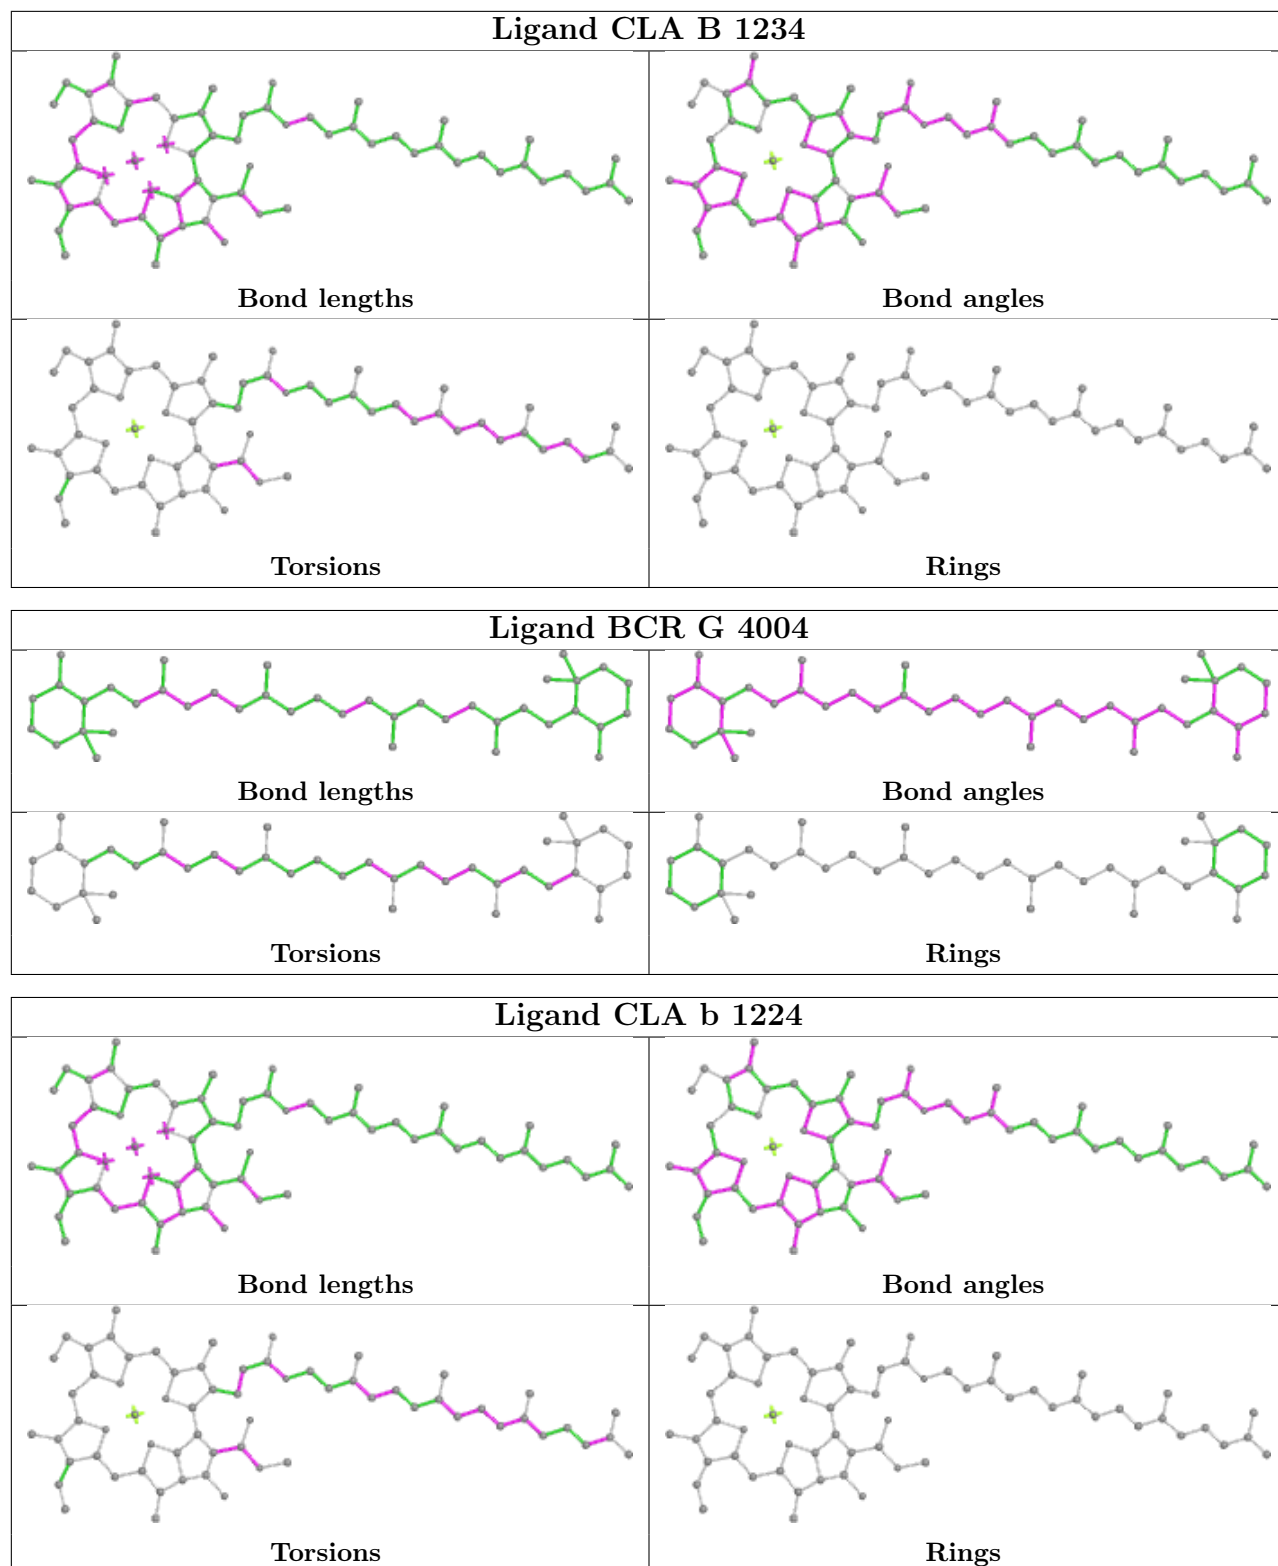 Ligand CLA B 1234
Bond lengths
Bond angles
Torsions
Rings
Ligand BCR G 4004
Bond lengths
Bond angles
Torsions
Rings
Ligand CLA b 1224
Bond lengths
Bond angles
Torsions
Rings